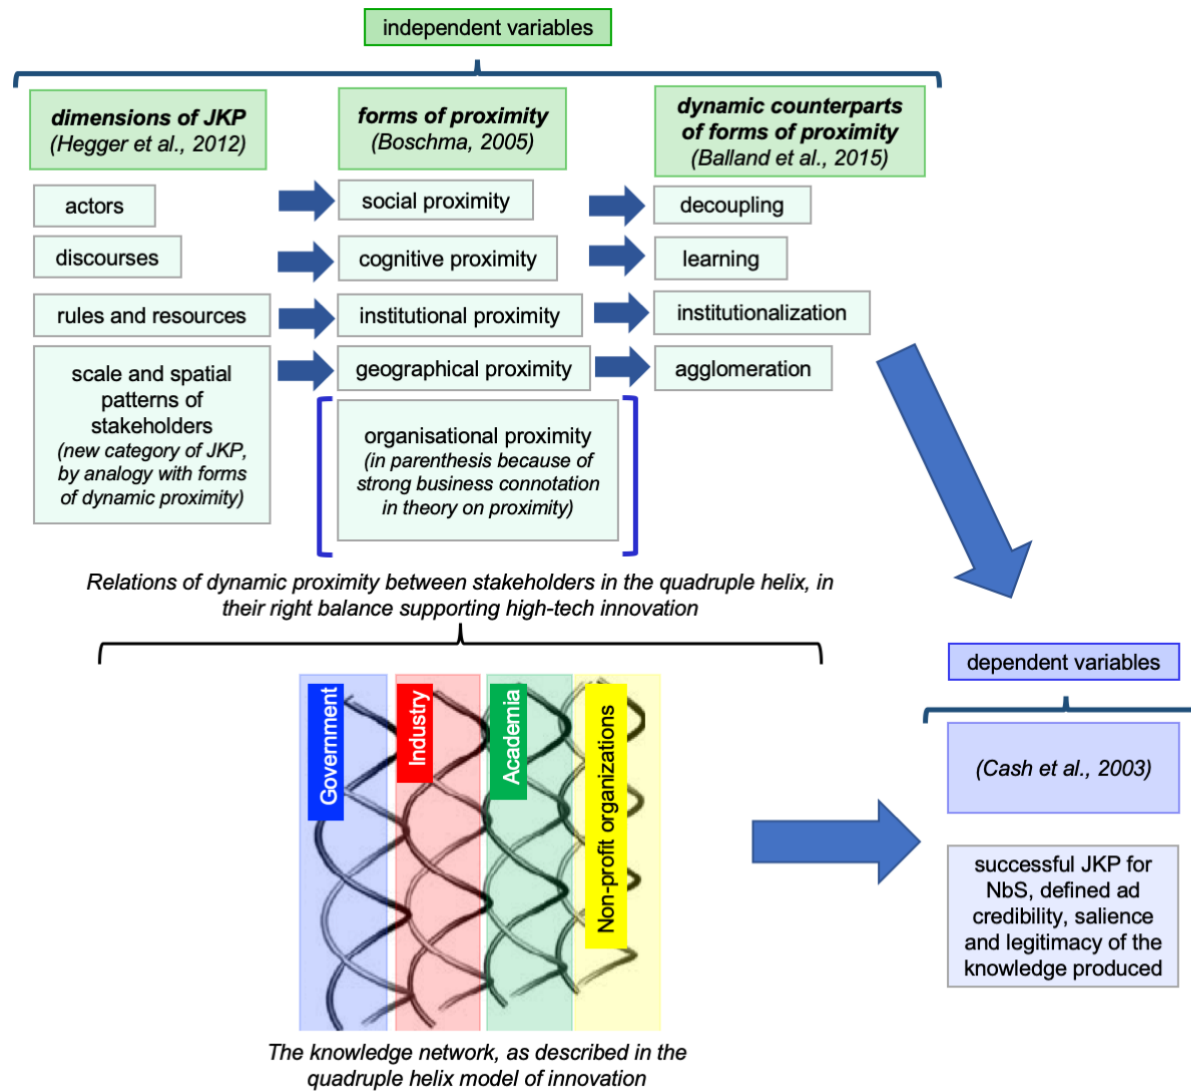 independent variables
dimensions of JKP
(Hegger et al., 2012)
forms of proximity
(Boschma, 2005)
dynamic counterparts
of forms of proximity
(Balland et al., 2015)
actors
social proximity
decoupling
discourses
cognitive proximity
learning
rules and resources
institutional proximity
institutionalization
scale and spatial
patterns of
stakeholders
(new category of JKP,
by analogy with forms
of dynamic proximity)
geographical proximity
agglomeration
organisational proximity
(in parenthesis because of
strong business connotation
in theory on proximity)
Relations of dynamic proximity between stakeholders in the quadruple helix, in
their right balance supporting high-tech innovation
Government
Industry
Academia
Non-profit organizations
The knowledge network, as described in the
quadruple helix model of innovation
dependent variables
(Cash et al., 2003)
successful JKP for
NbS, defined ad
credibility, salience
and legitimacy of the
knowledge produced